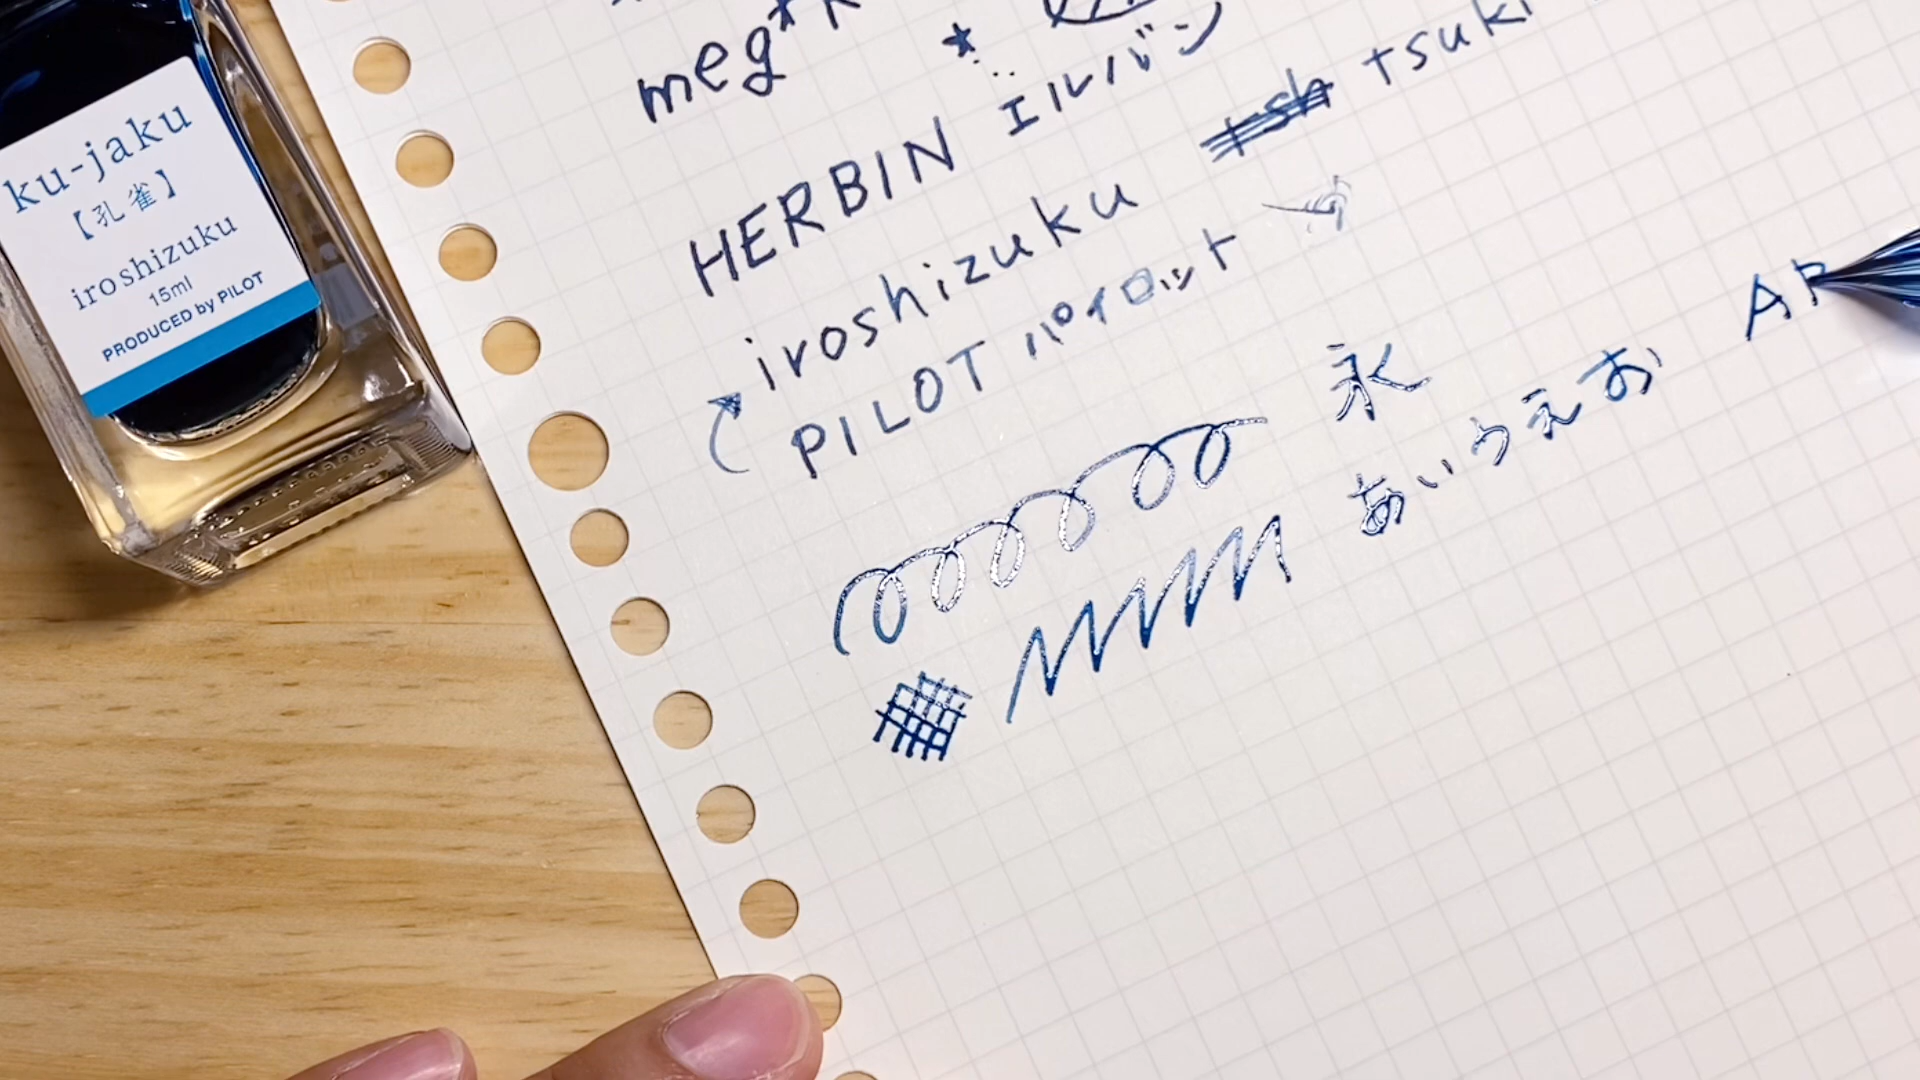 ku-jaku
【孔雀】
iroshizuku
15ml
PRODUCED by PILOT
meg
エルバン
HERBIN
tsuki
iroshizuku
PILOT パイロット
永
あいうえお
A